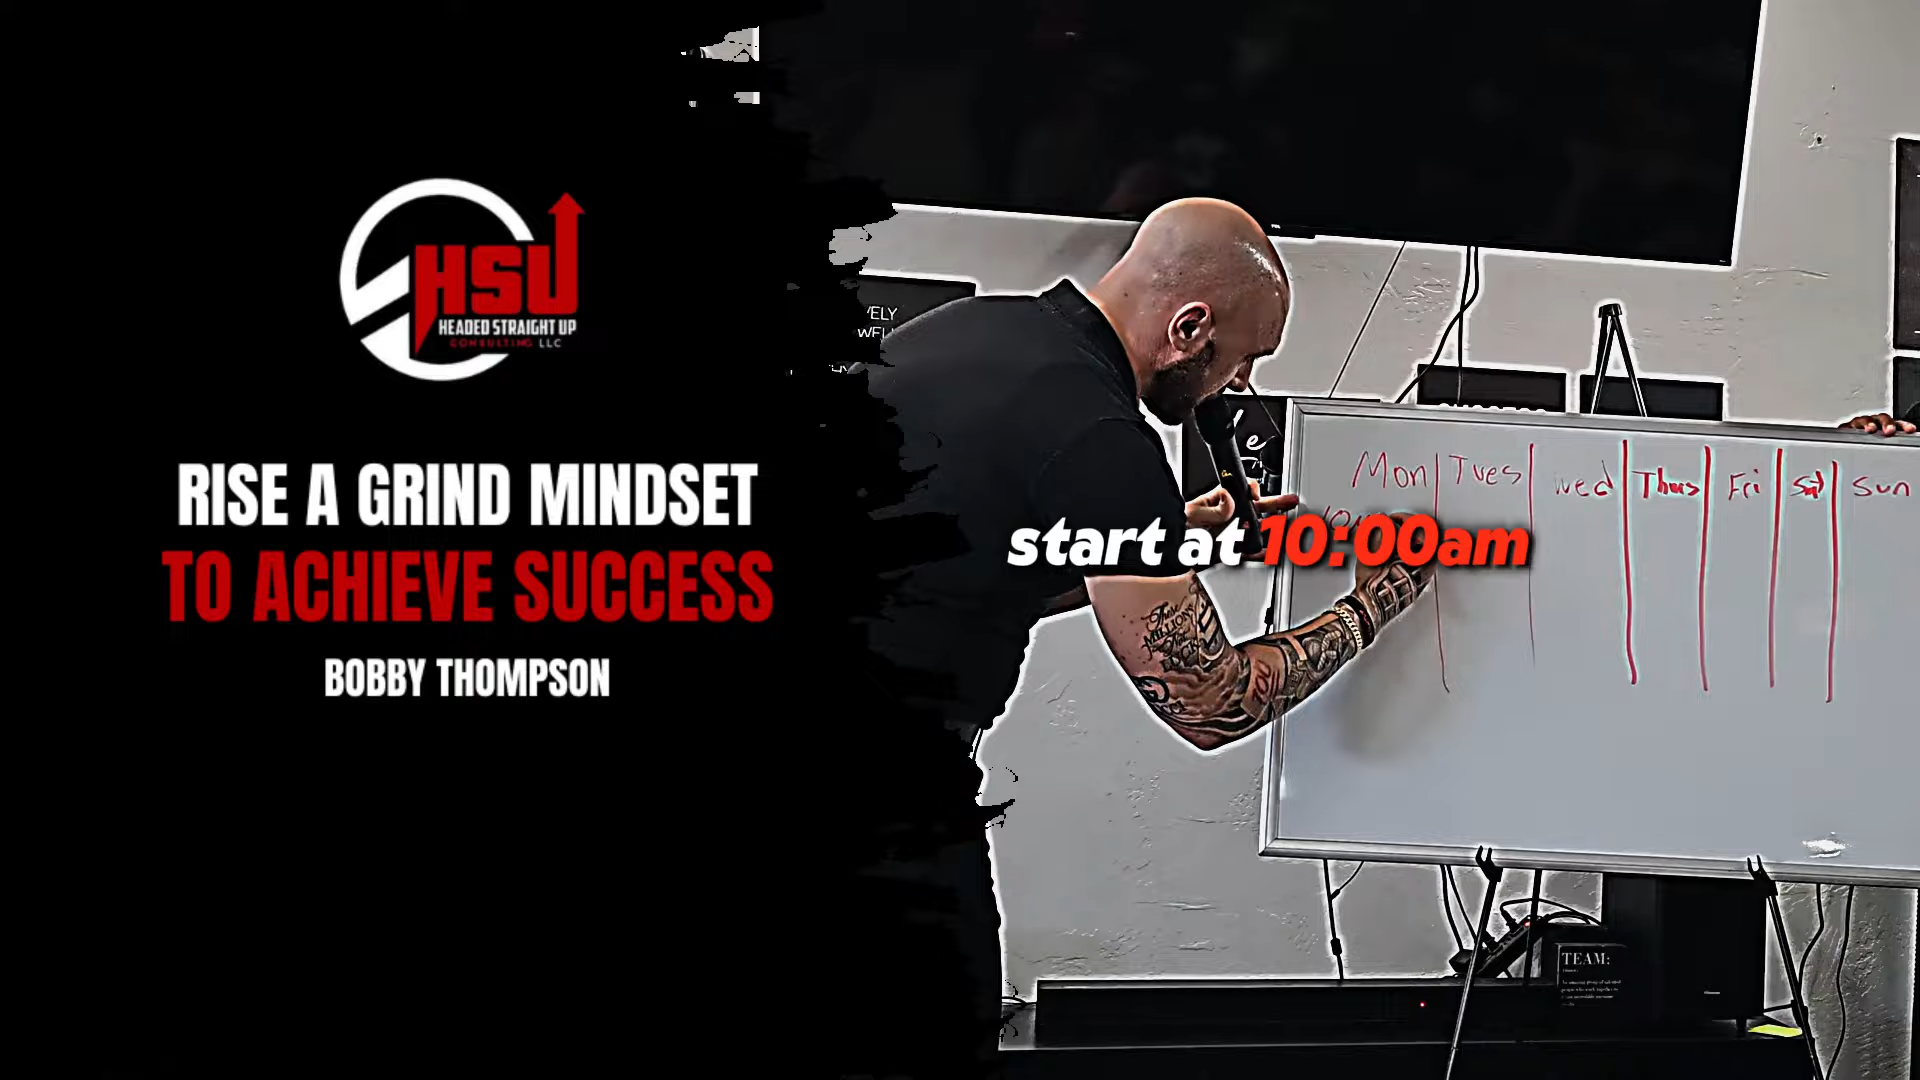 HSU
HEADED STRAIGHT UP
CONSULTING LLC
RISE A GRIND MINDSET
TO ACHIEVE SUCCESS
BOBBY THOMPSON
start at 10:00am
Mon Tues Wed Thurs Fri Sat Sun
TEAM: